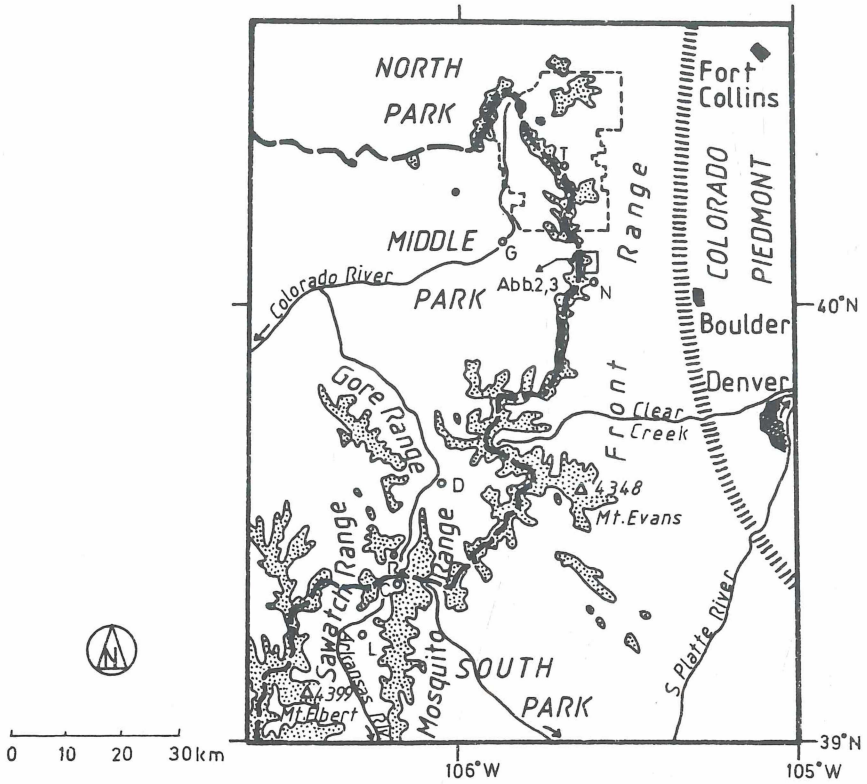 NORTH
PARK
Fort
Collins
T
Range
COLORADO
PIEDMONT
MIDDLE
G
PARK
Colorado River
Abb.2,3
N
40°N
Boulder
Gore Range
Front
Denver
Clear
Creek
D
4348
Mt.Evans
Range
Sawatch Range
C
Mosquito
L
Arkansas Riv
4399
Mt.Elbert
SOUTH
PARK
S Platte River
N
0 10 20 30km
39°N
106°W
105°W